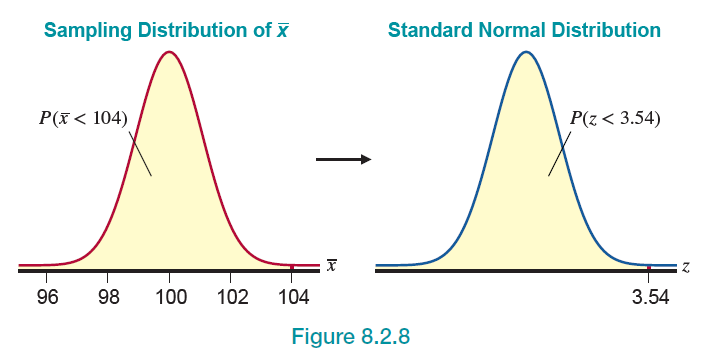 Sampling Distribution of x̅
Standard Normal Distribution
P(x̅ < 104)
P(z < 3.54)
x̅
z
96 98 100 102 104
3.54
Figure 8.2.8